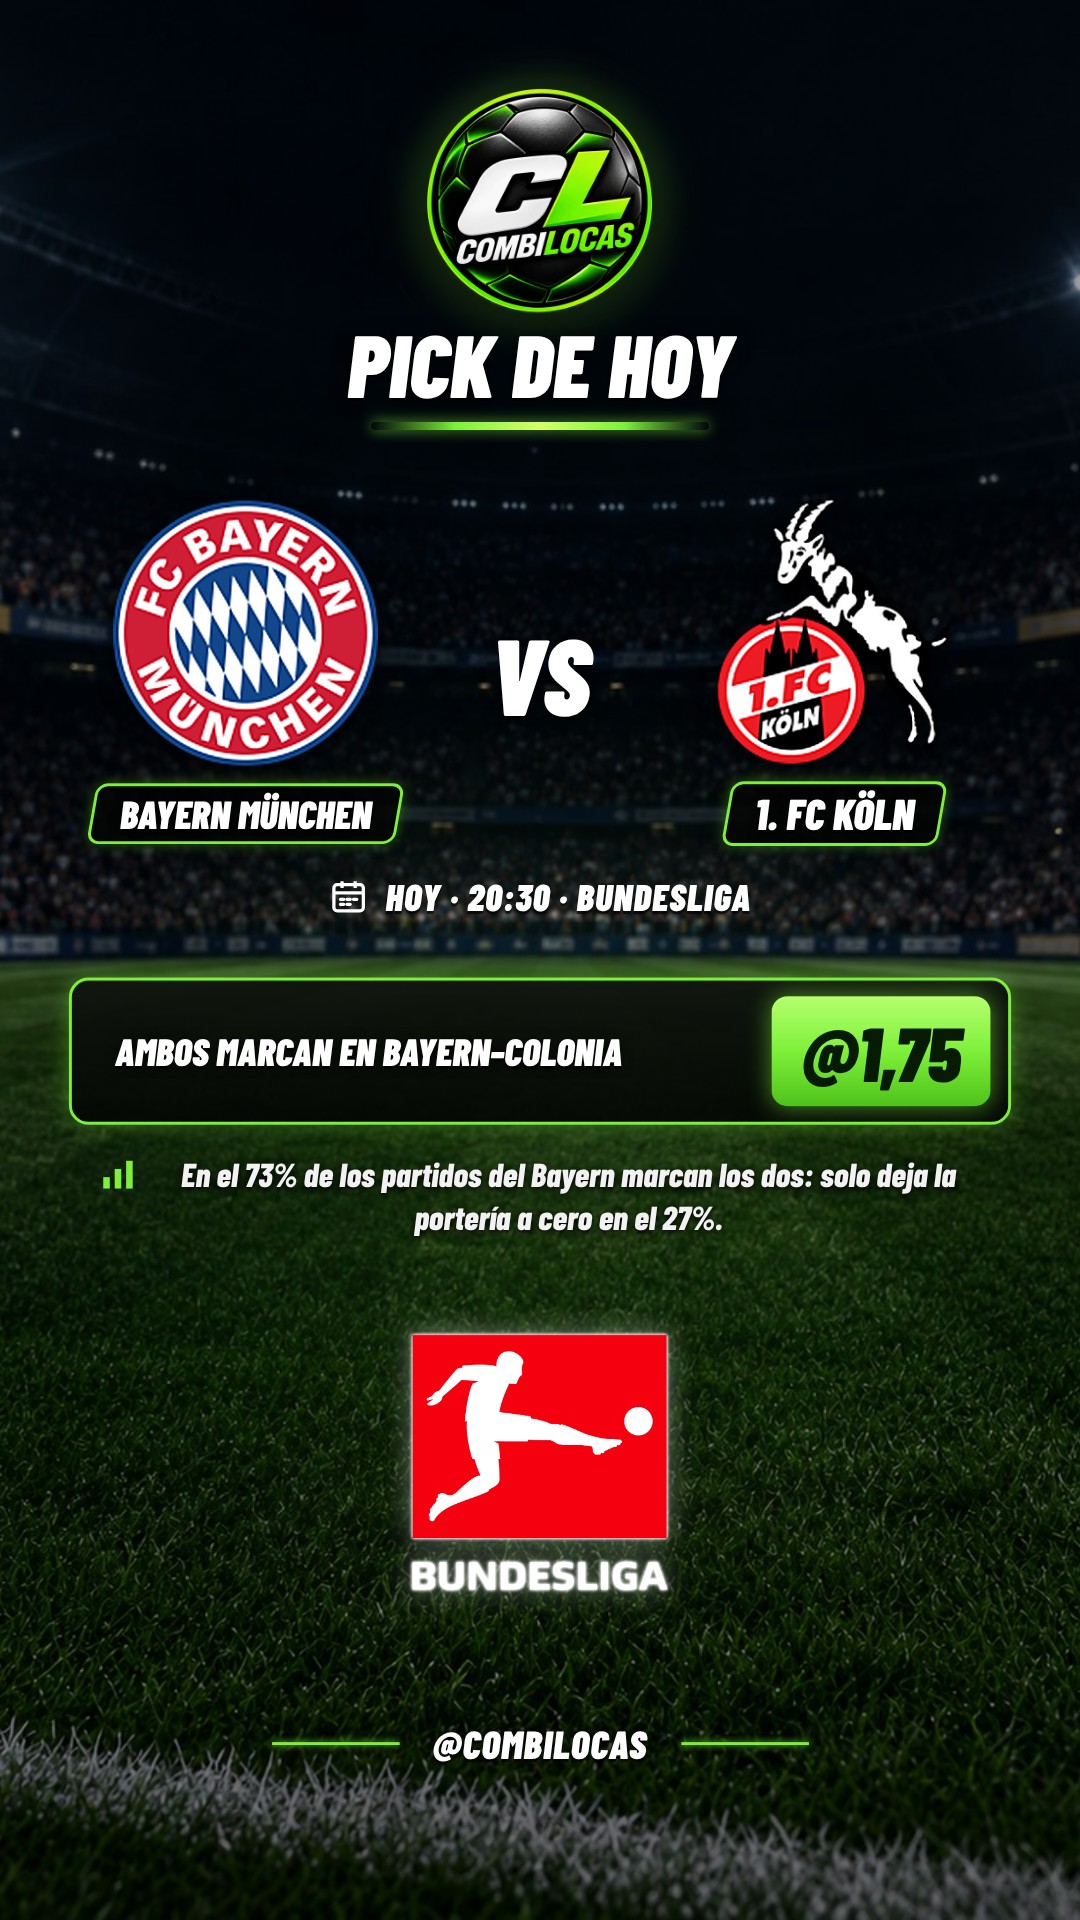 CL
COMBILOCAS
PICK DE HOY
FC BAYERN
MÜNCHEN
VS
1.FC
KÖLN
BAYERN MÜNCHEN
1. FC KÖLN
HOY · 20:30 · BUNDESLIGA
AMBOS MARCAN EN BAYERN-COLONIA
@1,75
En el 73% de los partidos del Bayern marcan los dos: solo deja la
portería a cero en el 27%.
BUNDESLIGA
@COMBILOCAS